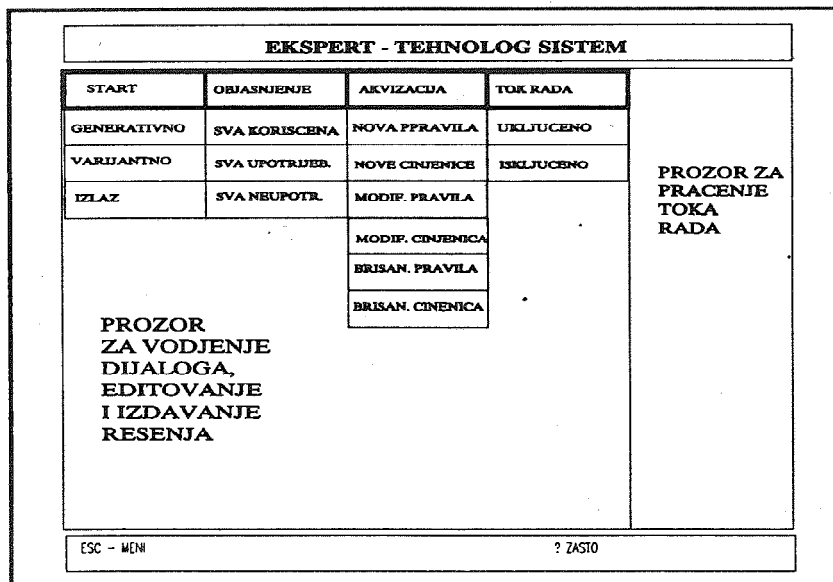 EKSPERT - TEHNOLOG SISTEM
START OBJASNJENJE AKVIZACIJA TOK RADA
GENERATIVNO SVA KORISCENA NOVA PPRAVILA UKLJUCENO
VARIJANTNO SVA UPOTRIJEB. NOVE CINJENICE ISKLJUCENO
IZLAZ SVA NEUPOTR. MODIF. PRAVILA
MODIF. CINJENICA
BRISAN. PRAVILA
BRISAN. CINENICA
PROZOR ZA
PRACENJE
TOKA
RADA
PROZOR
ZA VODJENJE
DIJALOGA,
EDITOVANJE
I IZDAVANJE
RESENJA
ESC - MENI ? ZASTO